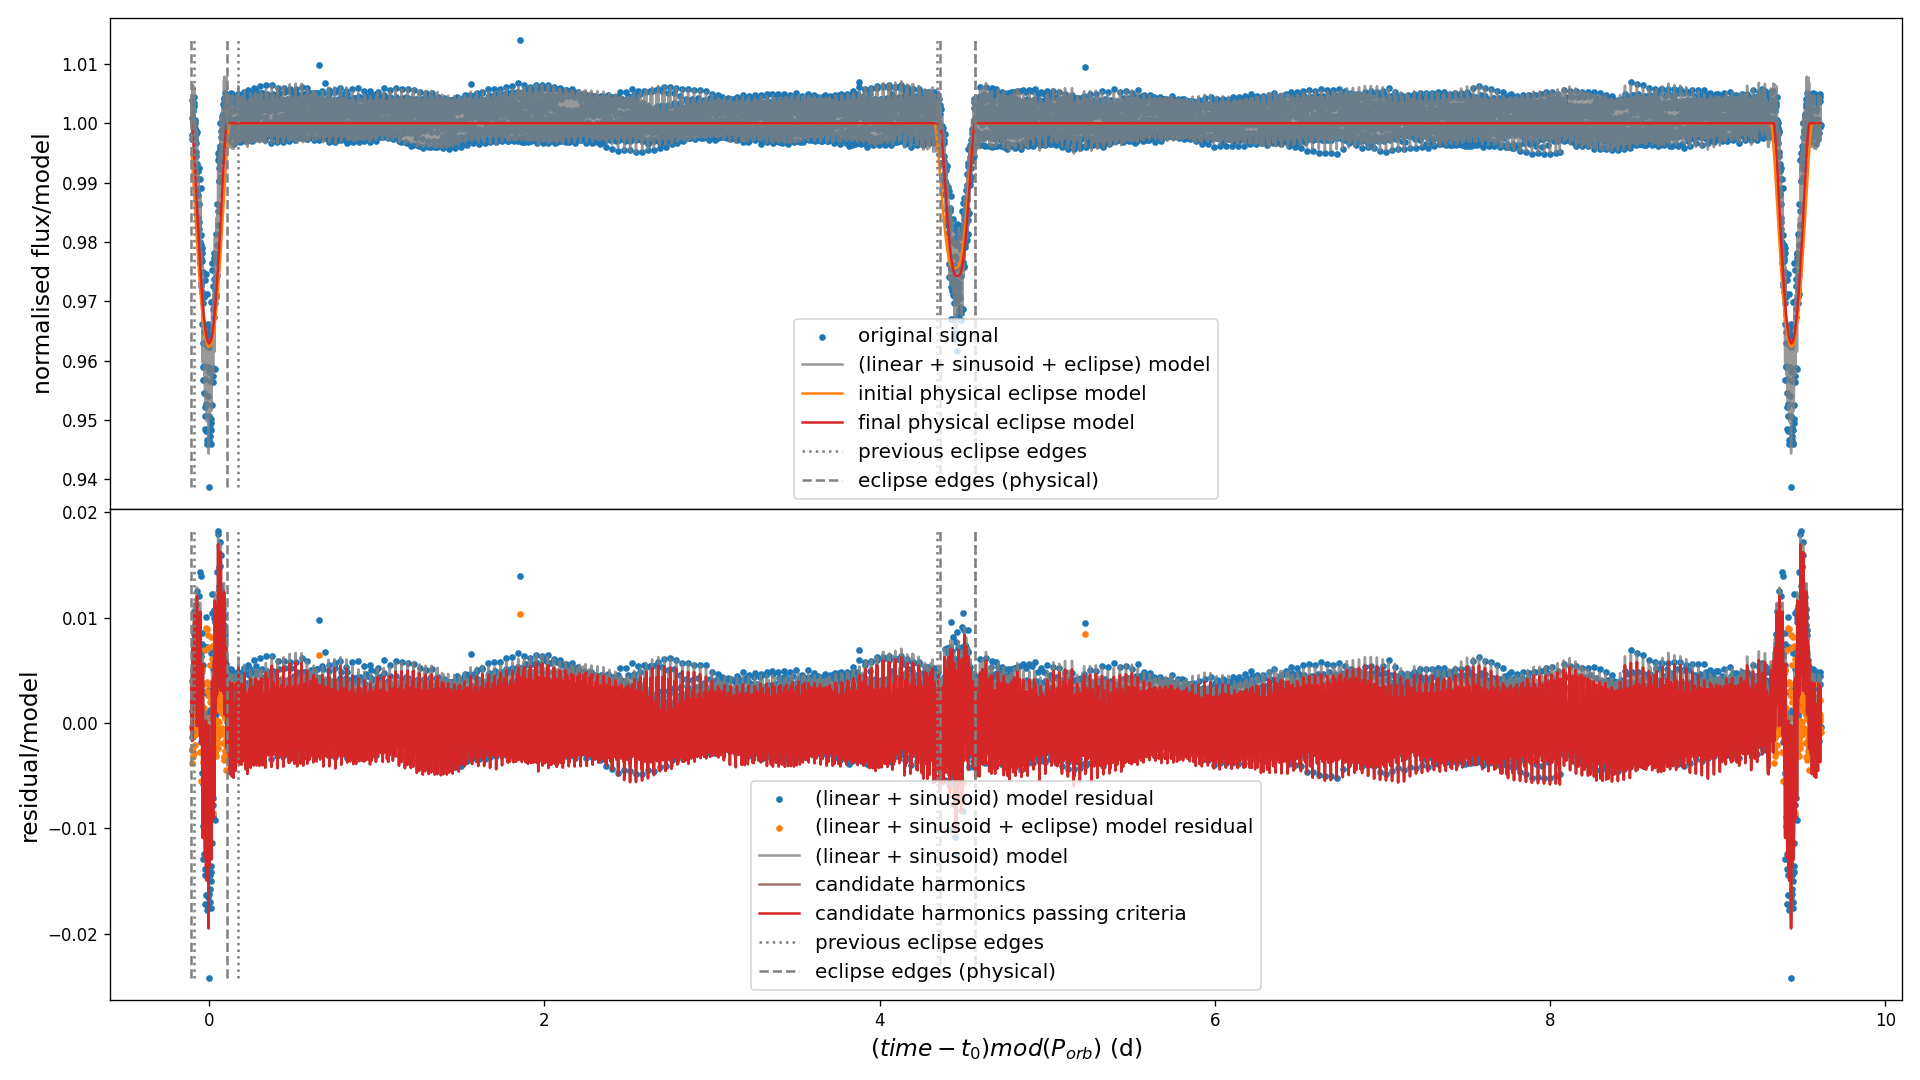 1.01
1.00
0.99
0.98
0.97
0.96
0.95
0.94
normalised flux/model
original signal
(linear + sinusoid + eclipse) model
initial physical eclipse model
final physical eclipse model
previous eclipse edges
eclipse edges (physical)
0.02
0.01
0.00
−0.01
−0.02
residual/model
(linear + sinusoid) model residual
(linear + sinusoid + eclipse) model residual
(linear + sinusoid) model
candidate harmonics
candidate harmonics passing criteria
previous eclipse edges
eclipse edges (physical)
0 2 4 6 8 10
(time − t₀)mod(Pₒᵣb) (d)